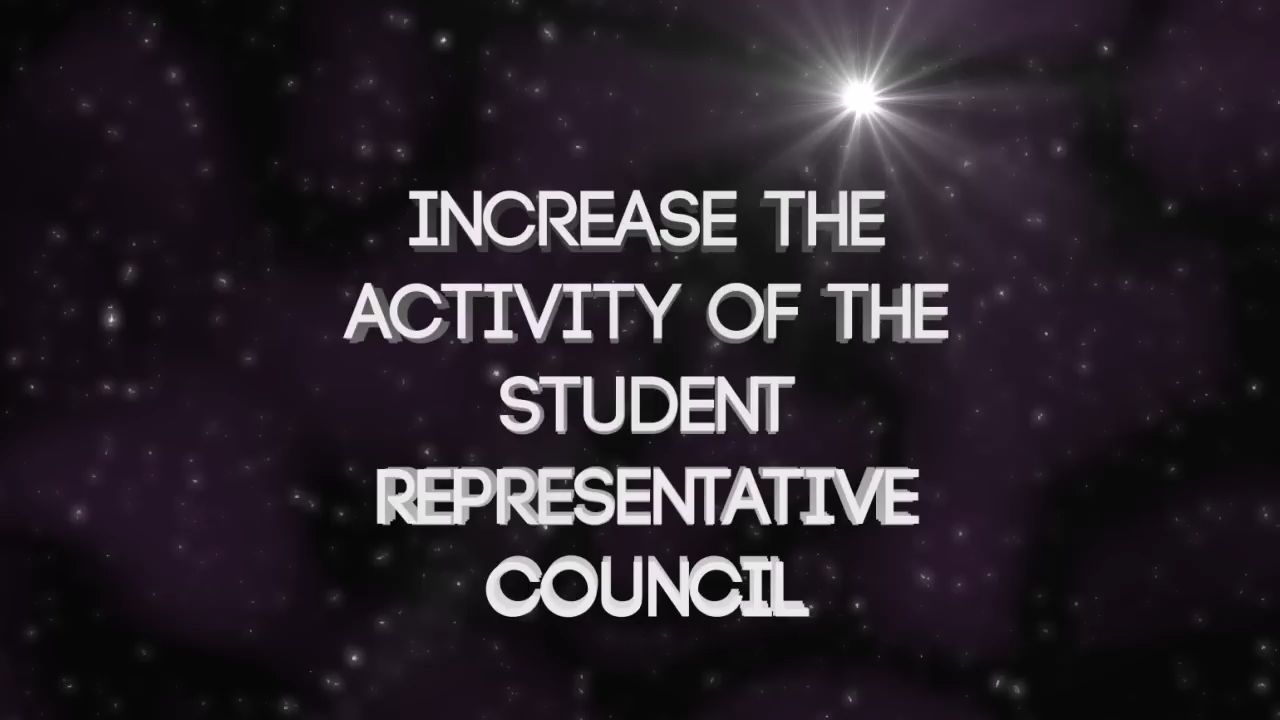 INCREASE THE
ACTIVITY OF THE
STUDENT
REPRESENTATIVE
COUNCIL